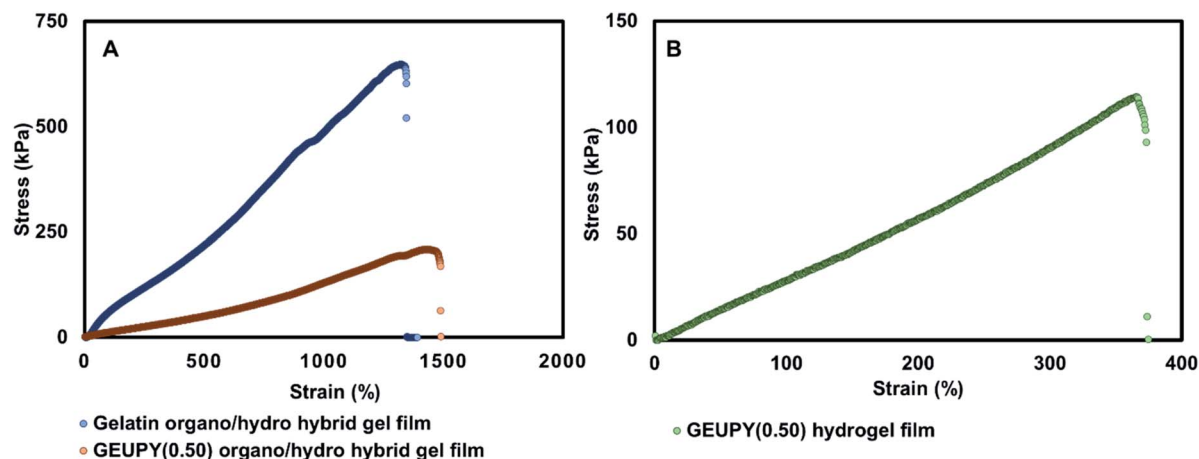 A
Stress (kPa)
750
500
250
0
0 500 1000 1500 2000
Strain (%)
Gelatin organo/hydro hybrid gel film
GEUPY(0.50) organo/hydro hybrid gel film
B
Stress (kPa)
150
100
50
0
0 100 200 300 400
Strain (%)
GEUPY(0.50) hydrogel film